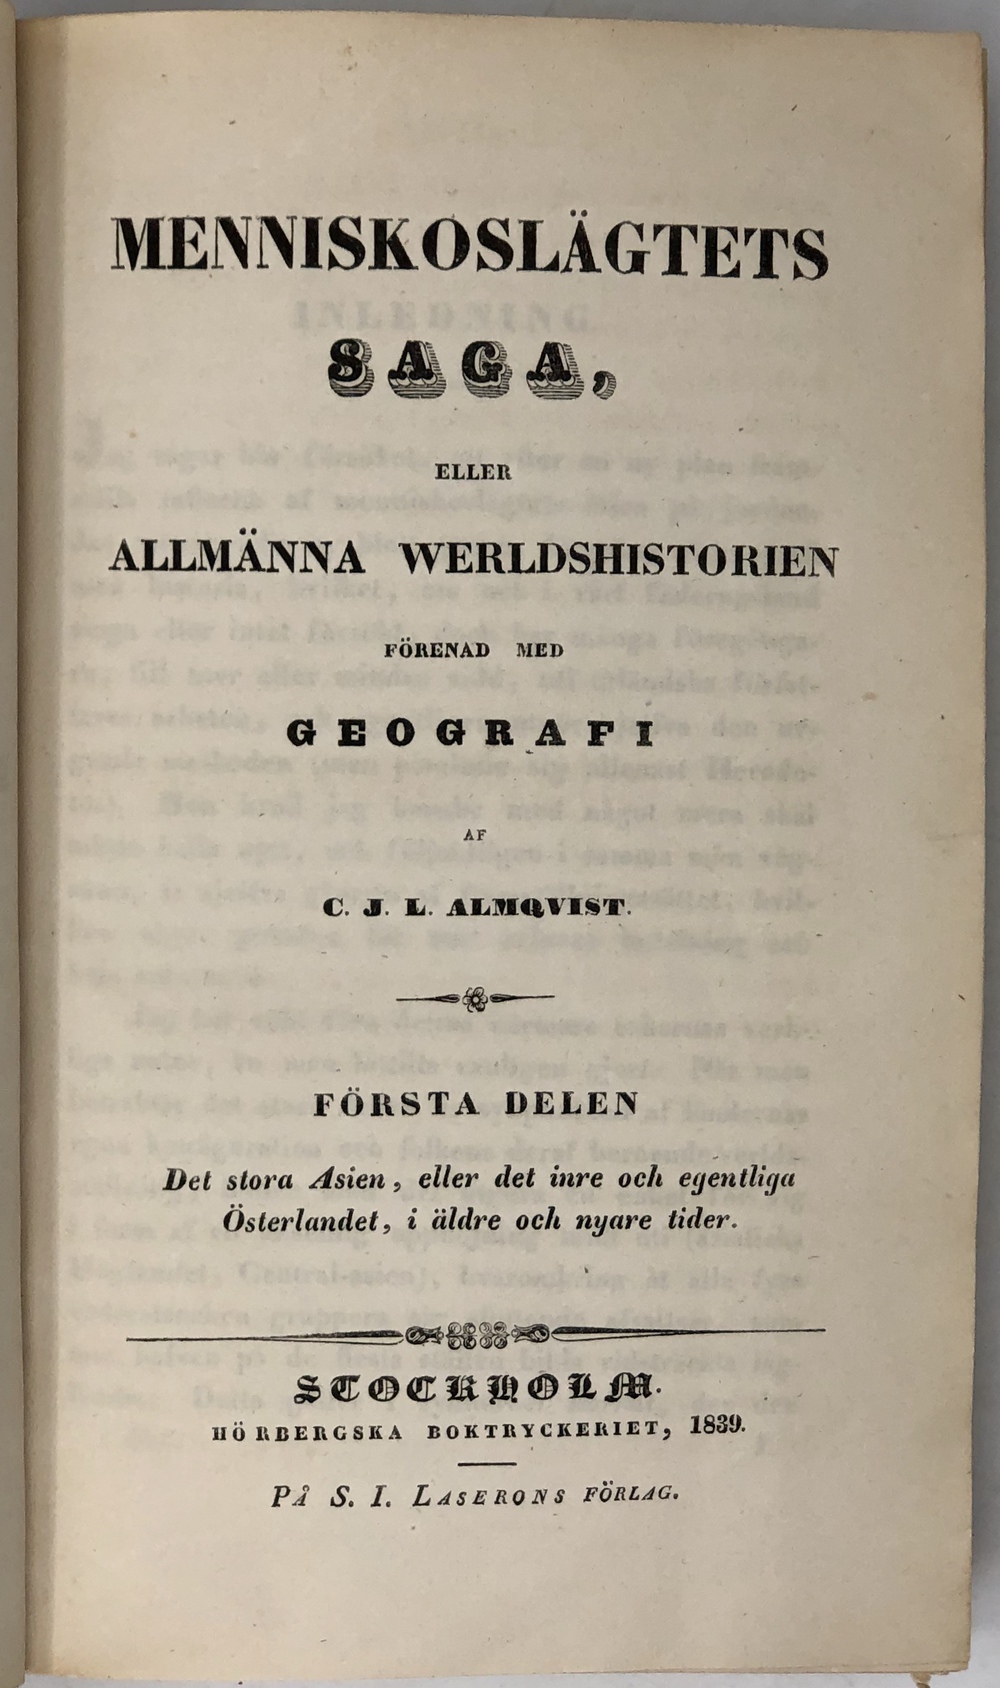 MENNISKOSLÄGTETS
SAGA,
ELLER
ALLMÄNNA WERLDSHISTORIEN
FÖRENAD MED
GEOGRAFI
AF
C. J. L. ALMQVIST.
FÖRSTA DELEN
Det stora Asien, eller det inre och egentliga
Österlandet, i äldre och nyare tider.
STOCKHOLM.
HÖRBERGSKA BOKTRYCKERIET, 1839.
PÅ S. I. LASERONS FÖRLAG.